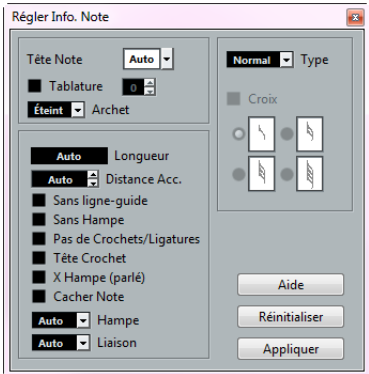 Régler Info. Note
Tête Note Auto
Tablature 0
Éteint Archet
Auto Longueur
Auto Distance Acc.
Sans ligne-guide
Sans Hampe
Pas de Crochets/Ligatures
Tête Crochet
X Hampe (parlé)
Cacher Note
Auto Hampe
Auto Liaison
Normal Type
Croix
Aide
Réinitialiser
Appliquer